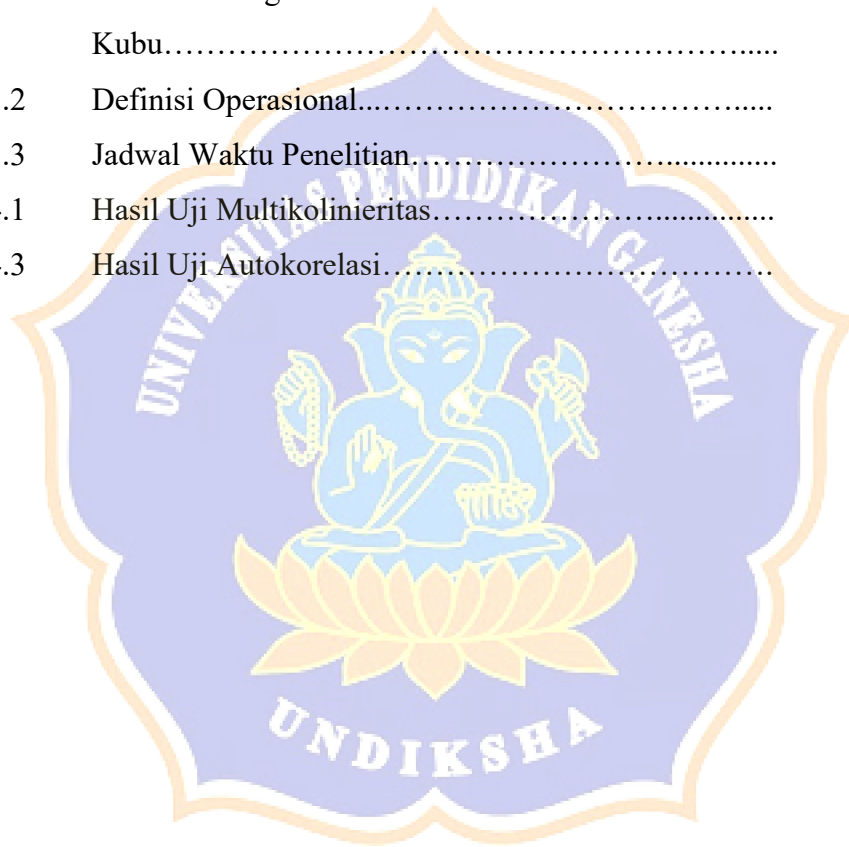 Kubu……………………………………………………….....
.2 Definisi Operasional...……………………………….....
.3 Jadwal Waktu Penelitian……………………..............
.1 Hasil Uji Multikolinieritas…………………...............
.3 Hasil Uji Autokorelasi…………………………………….
UNIVERSITAS PENDIDIKAN GANESHA
UNDIKSHA